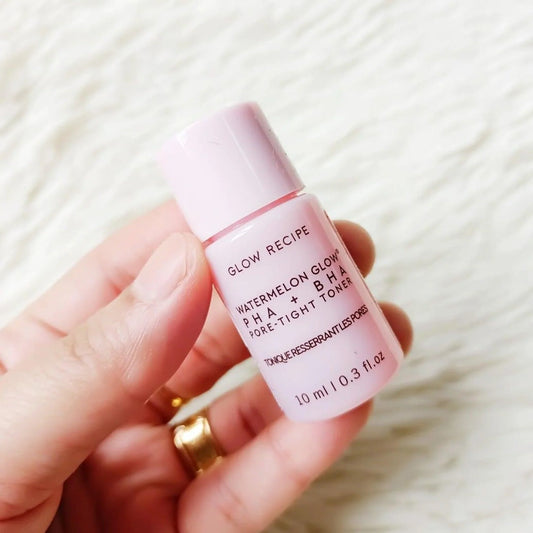 GLOW RECIPE
WATERMELON GLOW®
PHA + BHA
PORE-TIGHT TONER
TONIQUE RESSERRANT LES PORES
10 ml | 0.3 fl.oz